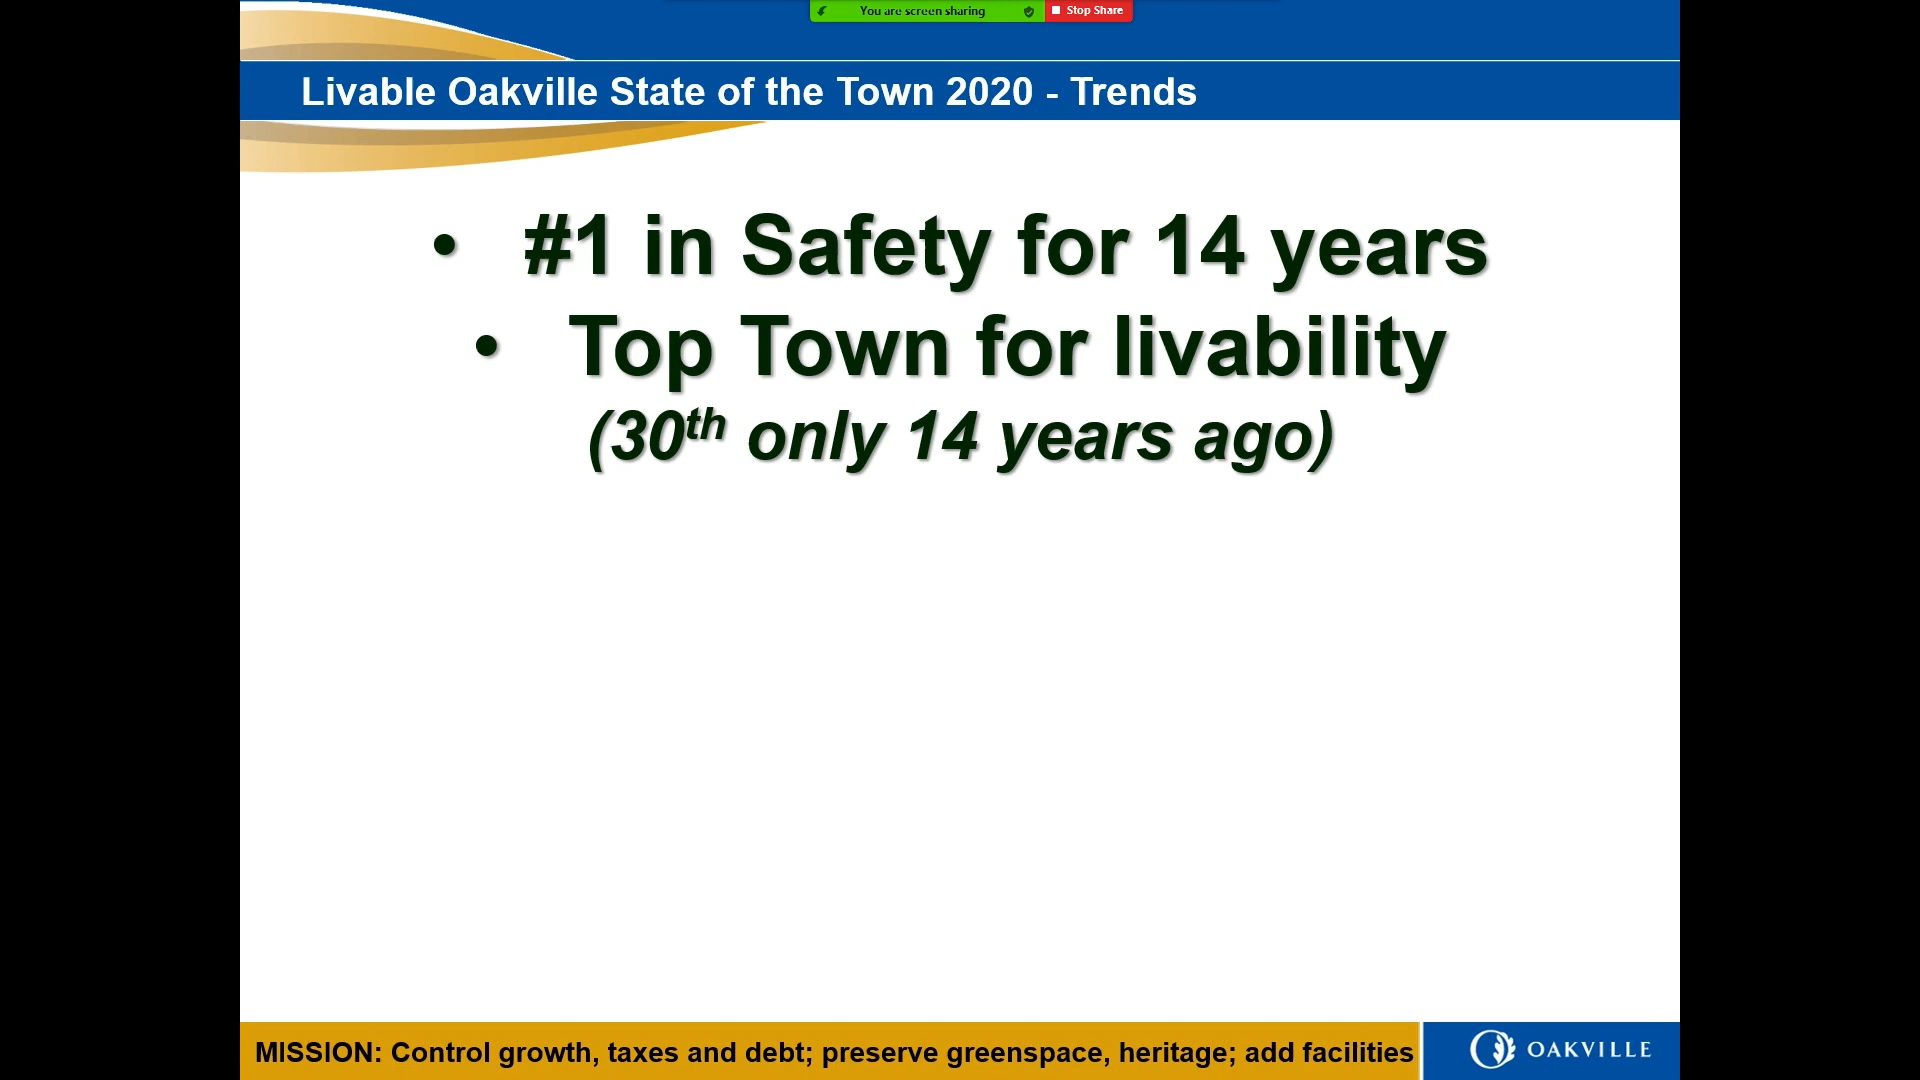 You are screen sharing
Stop Share
Livable Oakville State of the Town 2020 - Trends
• #1 in Safety for 14 years
• Top Town for livability
(30th only 14 years ago)
MISSION: Control growth, taxes and debt; preserve greenspace, heritage; add facilities
OAKVILLE